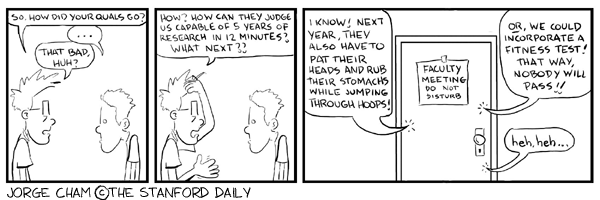 SO, HOW DID YOUR QUALS GO?
...
THAT BAD,
HUH?
HOW? HOW CAN THEY JUDGE
US CAPABLE OF 5 YEARS OF
RESEARCH IN 12 MINUTES?
WHAT NEXT??
I KNOW! NEXT
YEAR, THEY
ALSO HAVE TO
PAT THEIR
HEADS AND RUB
THEIR STOMACHS
WHILE JUMPING
THROUGH HOOPS!
FACULTY
MEETING
DO NOT
DISTURB
OR, WE COULD
INCORPORATE A
FITNESS TEST!
THAT WAY,
NOBODY WILL
PASS!!
heh, heh...
JORGE CHAM © THE STANFORD DAILY